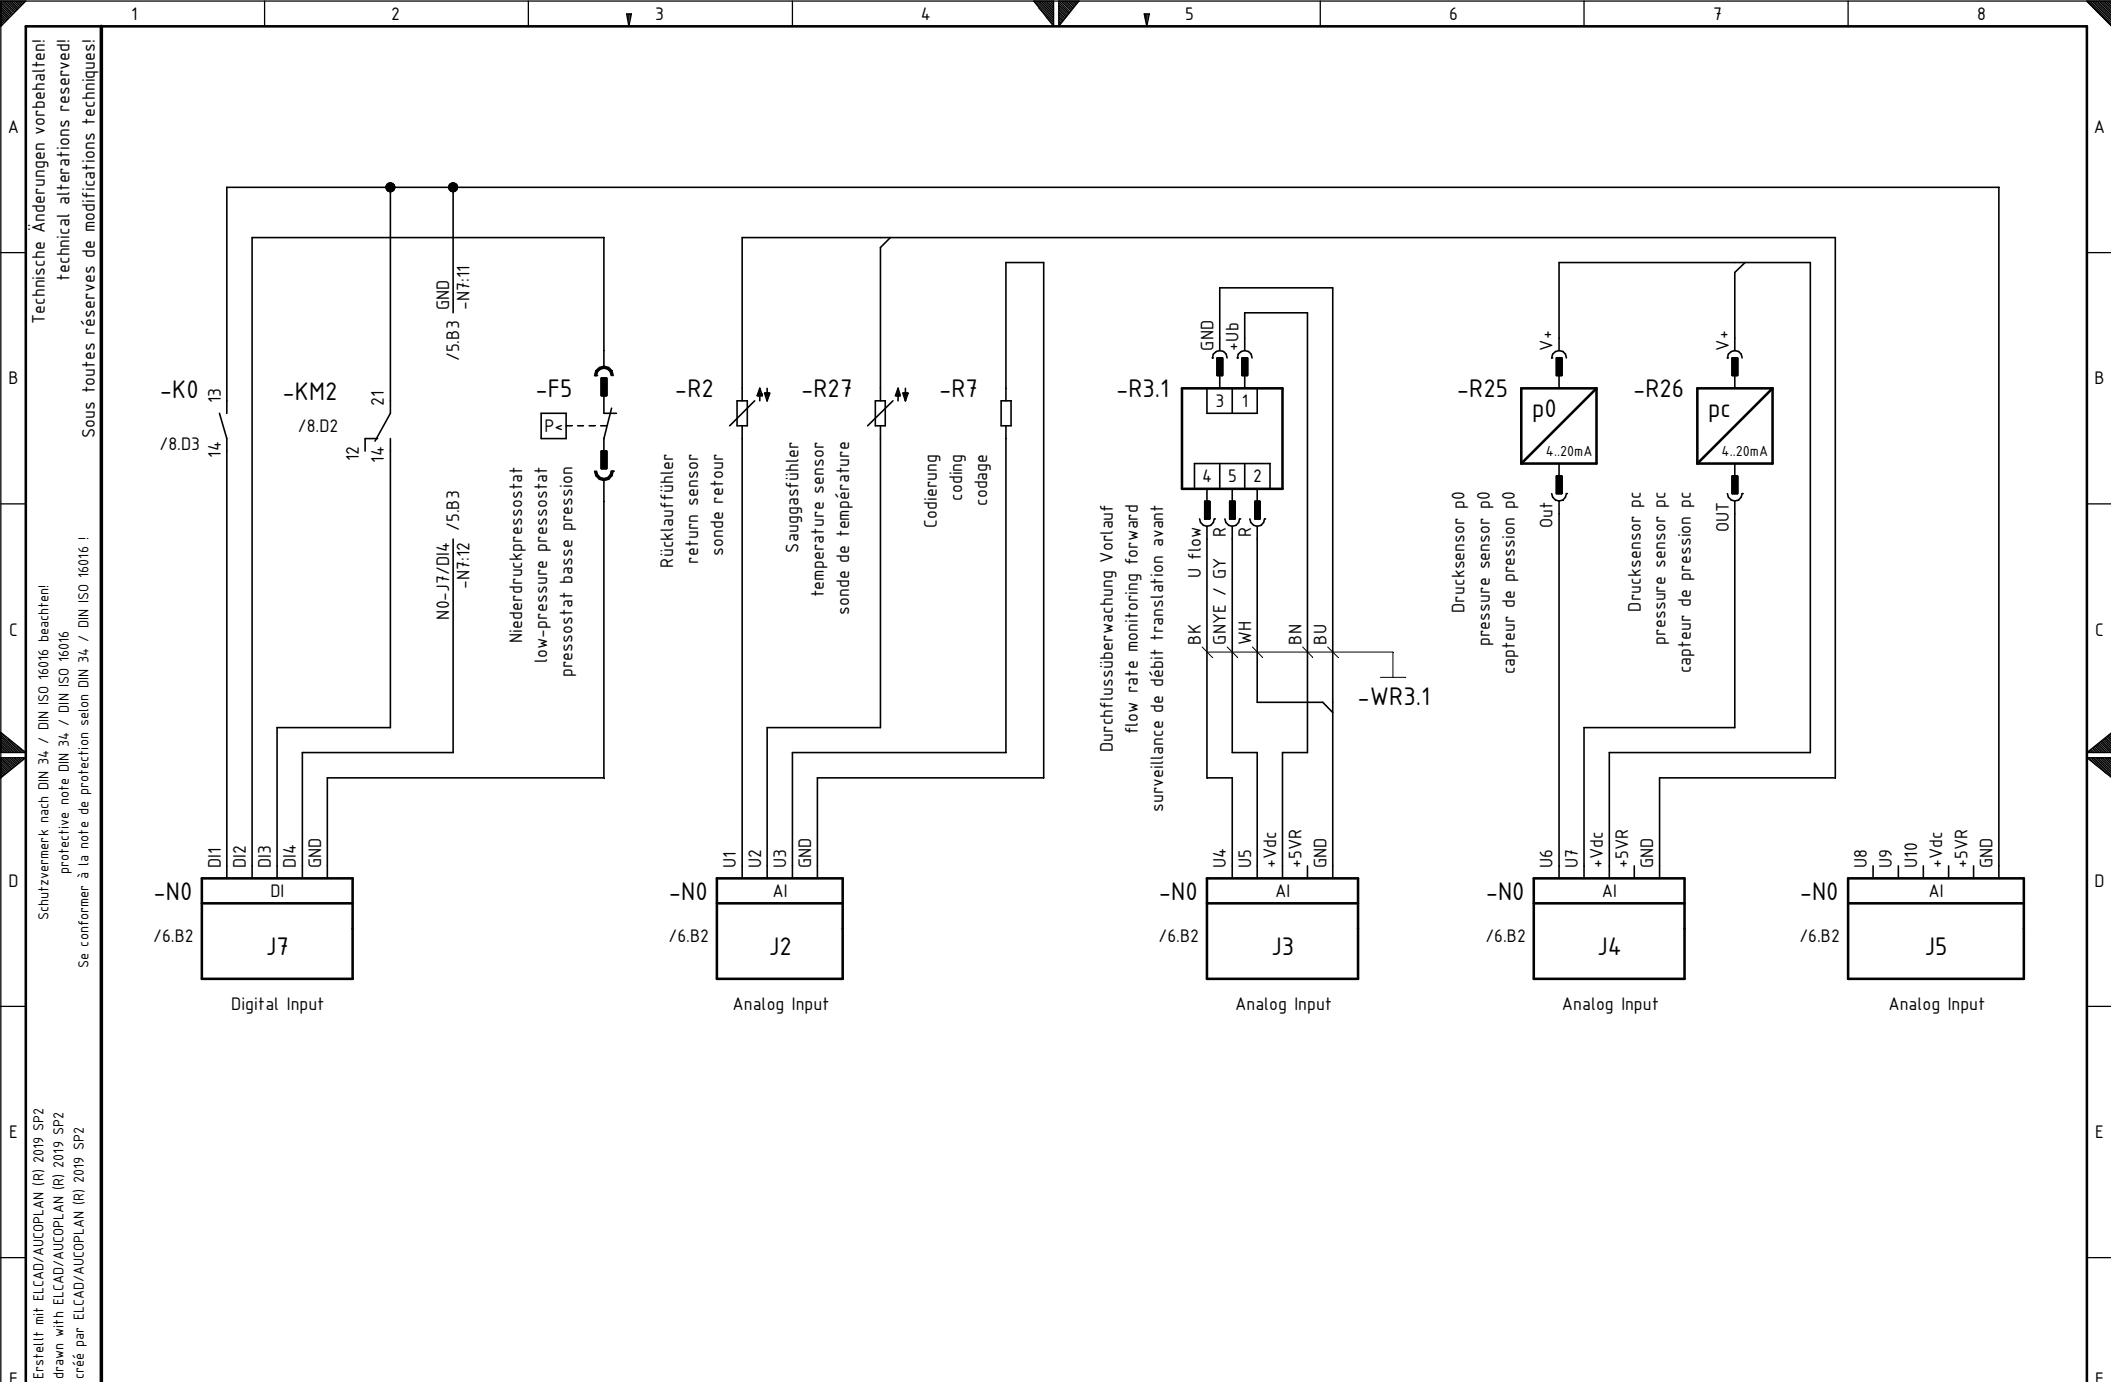 1 2 3 4 5 6 7 8
A
B
C
D
E
F
A
B
C
D
E
F
Technische Änderungen vorbehalten!
technical alterations reserved!
Sous toutes réserves de modifications techniques!
Schutzvermerk nach DIN 34 / DIN ISO 16016 beachten!
protective note DIN 34 / DIN ISO 16016
Se conformer à la note de protection selon DIN 34 / DIN ISO 16016 !
Erstellt mit ELCAD/AUCOPLAN (R) 2019 SP2
drawn with ELCAD/AUCOPLAN (R) 2019 SP2
créé par ELCAD/AUCOPLAN (R) 2019 SP2
-K0
/8.D3
13
14
-KM2
/8.D2
21
12
14
GND
-N7:11
/5.B3
N0-J7/DI4
-N7:12
/5.B3
-F5
P<
Niederdruckpressostat
low-pressure pressostat
pressostat basse pression
-R2
Rücklauffühler
return sensor
sonde retour
-R27
Sauggasfühler
temperature sensor
sonde de température
-R7
Codierung
coding
codage
-R3.1
GND
+Ub
3 1
4 5 2
U flow
R
R
BK
GNYE / GY
WH
BN
BU
-WR3.1
Durchflussüberwachung Vorlauf
flow rate monitoring forward
surveillance de débit translation avant
-R25
V+
p0
4..20mA
Out
Drucksensor p0
pressure sensor p0
capteur de pression p0
-R26
V+
pc
4..20mA
OUT
Drucksensor pc
pressure sensor pc
capteur de pression pc
DI1
DI2
DI3
DI4
GND
-N0
/6.B2
DI
J7
Digital Input
U1
U2
U3
GND
-N0
/6.B2
AI
J2
Analog Input
U4
U5
+Vdc
+5VR
GND
-N0
/6.B2
AI
J3
Analog Input
U6
U7
+Vdc
+5VR
GND
-N0
/6.B2
AI
J4
Analog Input
U8
U9
U10
+Vdc
+5VR
GND
-N0
/6.B2
AI
J5
Analog Input